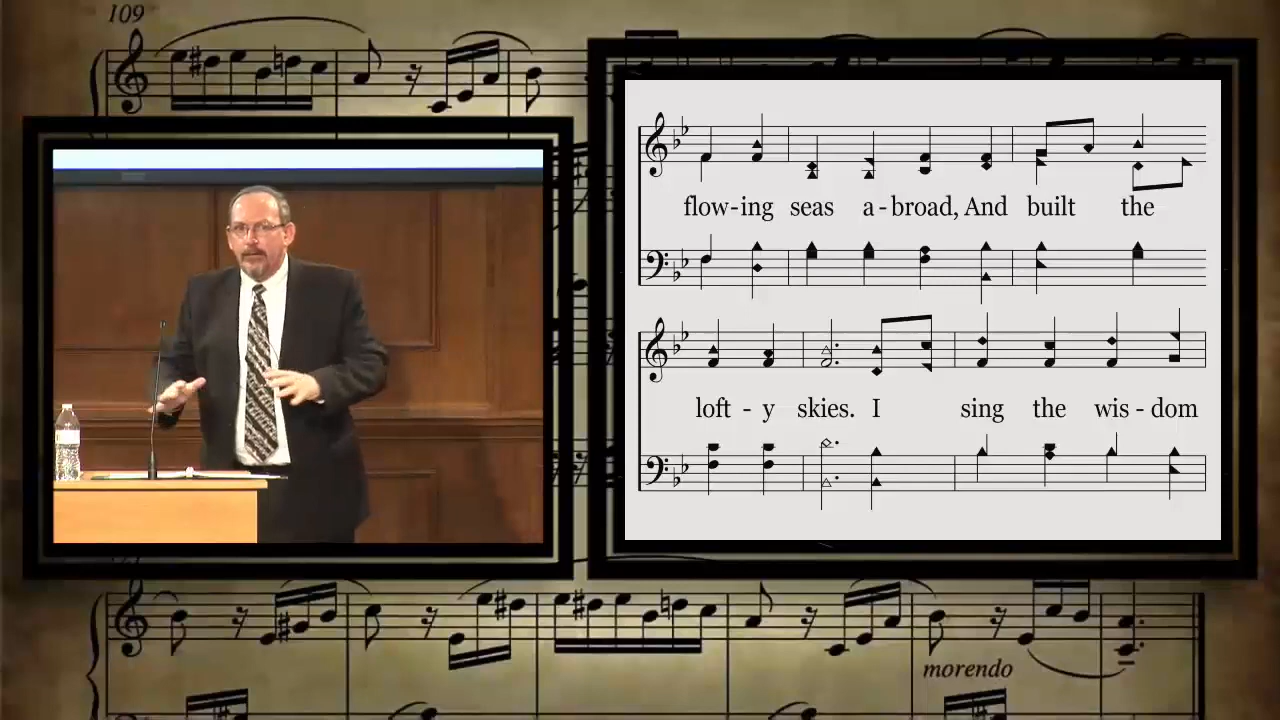 109
flow-ing seas a-broad, And built the
loft-y skies. I sing the wis-dom
morendo